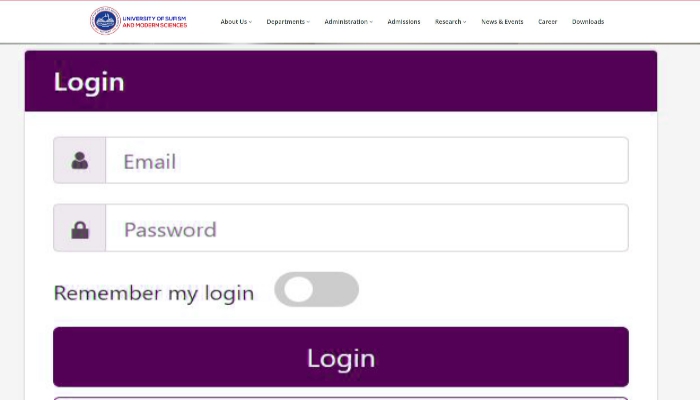 UNIVERSITY OF SUFISM
AND MODERN SCIENCES
About Us
Departments
Administration
Admissions
Research
News & Events
Career
Downloads
Login
Email
Password
Remember my login
Login